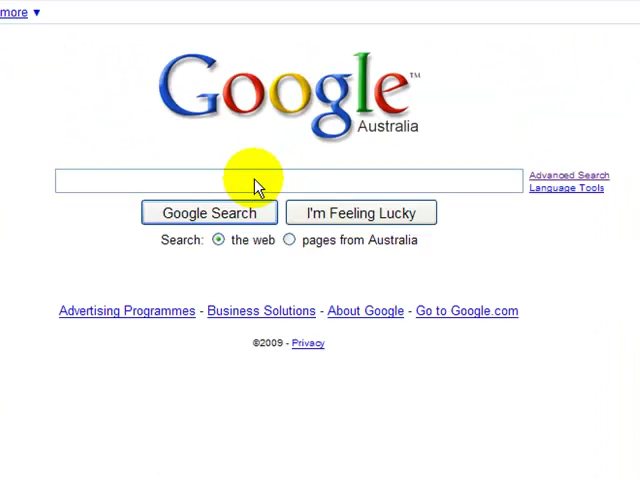 more ▼
Google™
Australia
Advanced Search
Language Tools
Google Search I'm Feeling Lucky
Search: the web pages from Australia
Advertising Programmes - Business Solutions - About Google - Go to Google.com
©2009 - Privacy